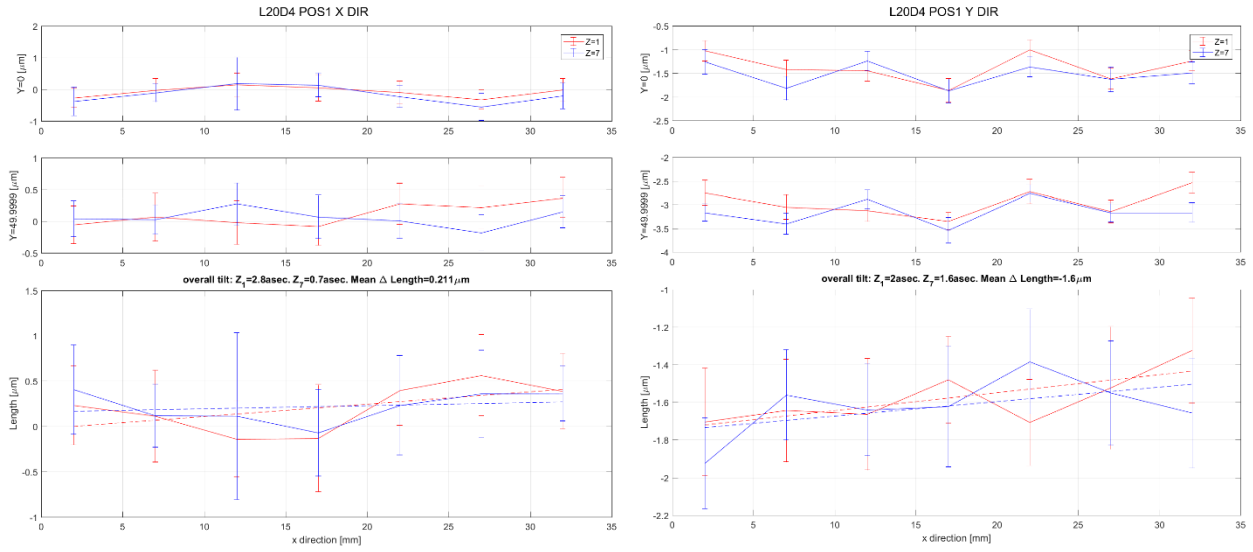 L20D4 POS1 X DIR
2
1
0
-1
Y=0 [μm]
0 5 10 15 20 25 30 35
Z=1
Z=7
1
0.5
0
-0.5
Y=49.9999 [μm]
0 5 10 15 20 25 30 35
overall tilt: Z1=2.8asec. Z7=0.7asec. Mean Δ Length=0.211μm
1.5
1
0.5
0
-0.5
-1
Length [μm]
0 5 10 15 20 25 30 35
x direction [mm]
L20D4 POS1 Y DIR
-0.5
-1
-1.5
-2
-2.5
Y=0 [μm]
0 5 10 15 20 25 30 35
Z=1
Z=7
-2
-2.5
-3
-3.5
-4
Y=49.9999 [μm]
0 5 10 15 20 25 30 35
overall tilt: Z1=2asec. Z7=1.6asec. Mean Δ Length=-1.6μm
-1
-1.2
-1.4
-1.6
-1.8
-2
-2.2
Length [μm]
0 5 10 15 20 25 30 35
x direction [mm]